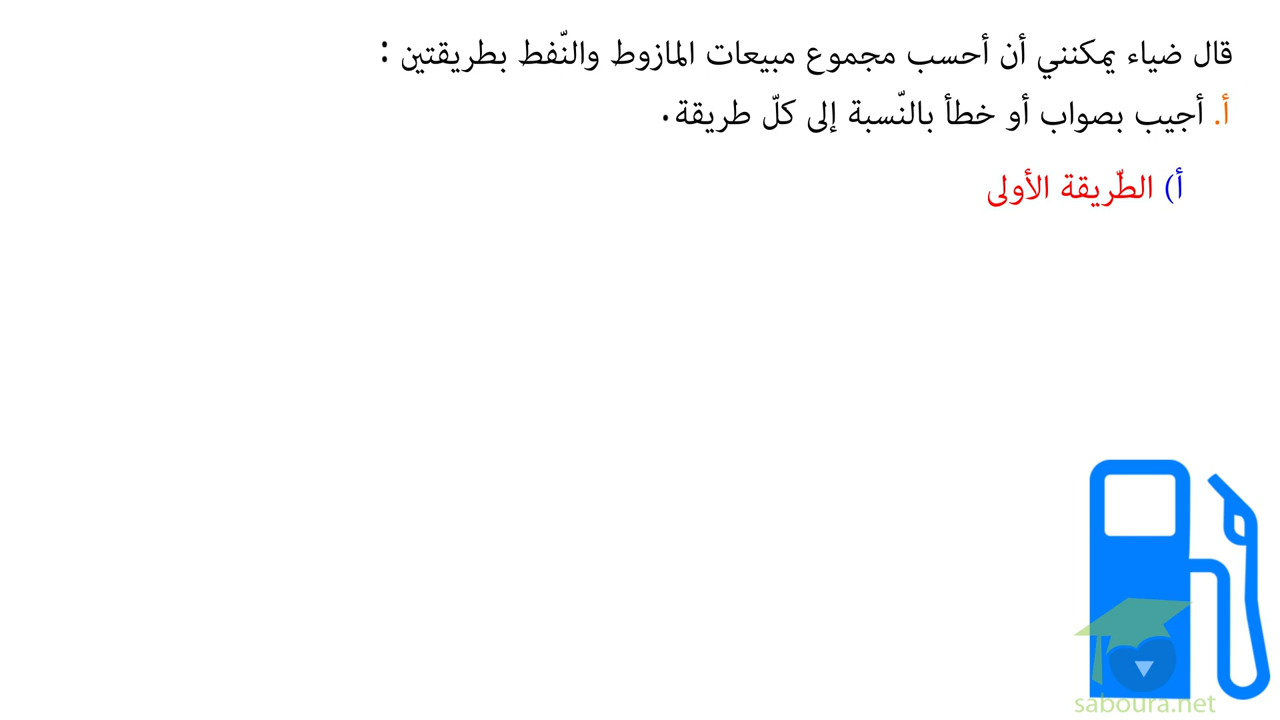 قال ضياء يمكنني أن أحسب مجموع مبيعات المازوط والنّفط بطريقتين :
أ. أجيب بصواب أو خطأ بالنّسبة إلى كلّ طريقة.
أ) الطّريقة الأولى
saboura.net